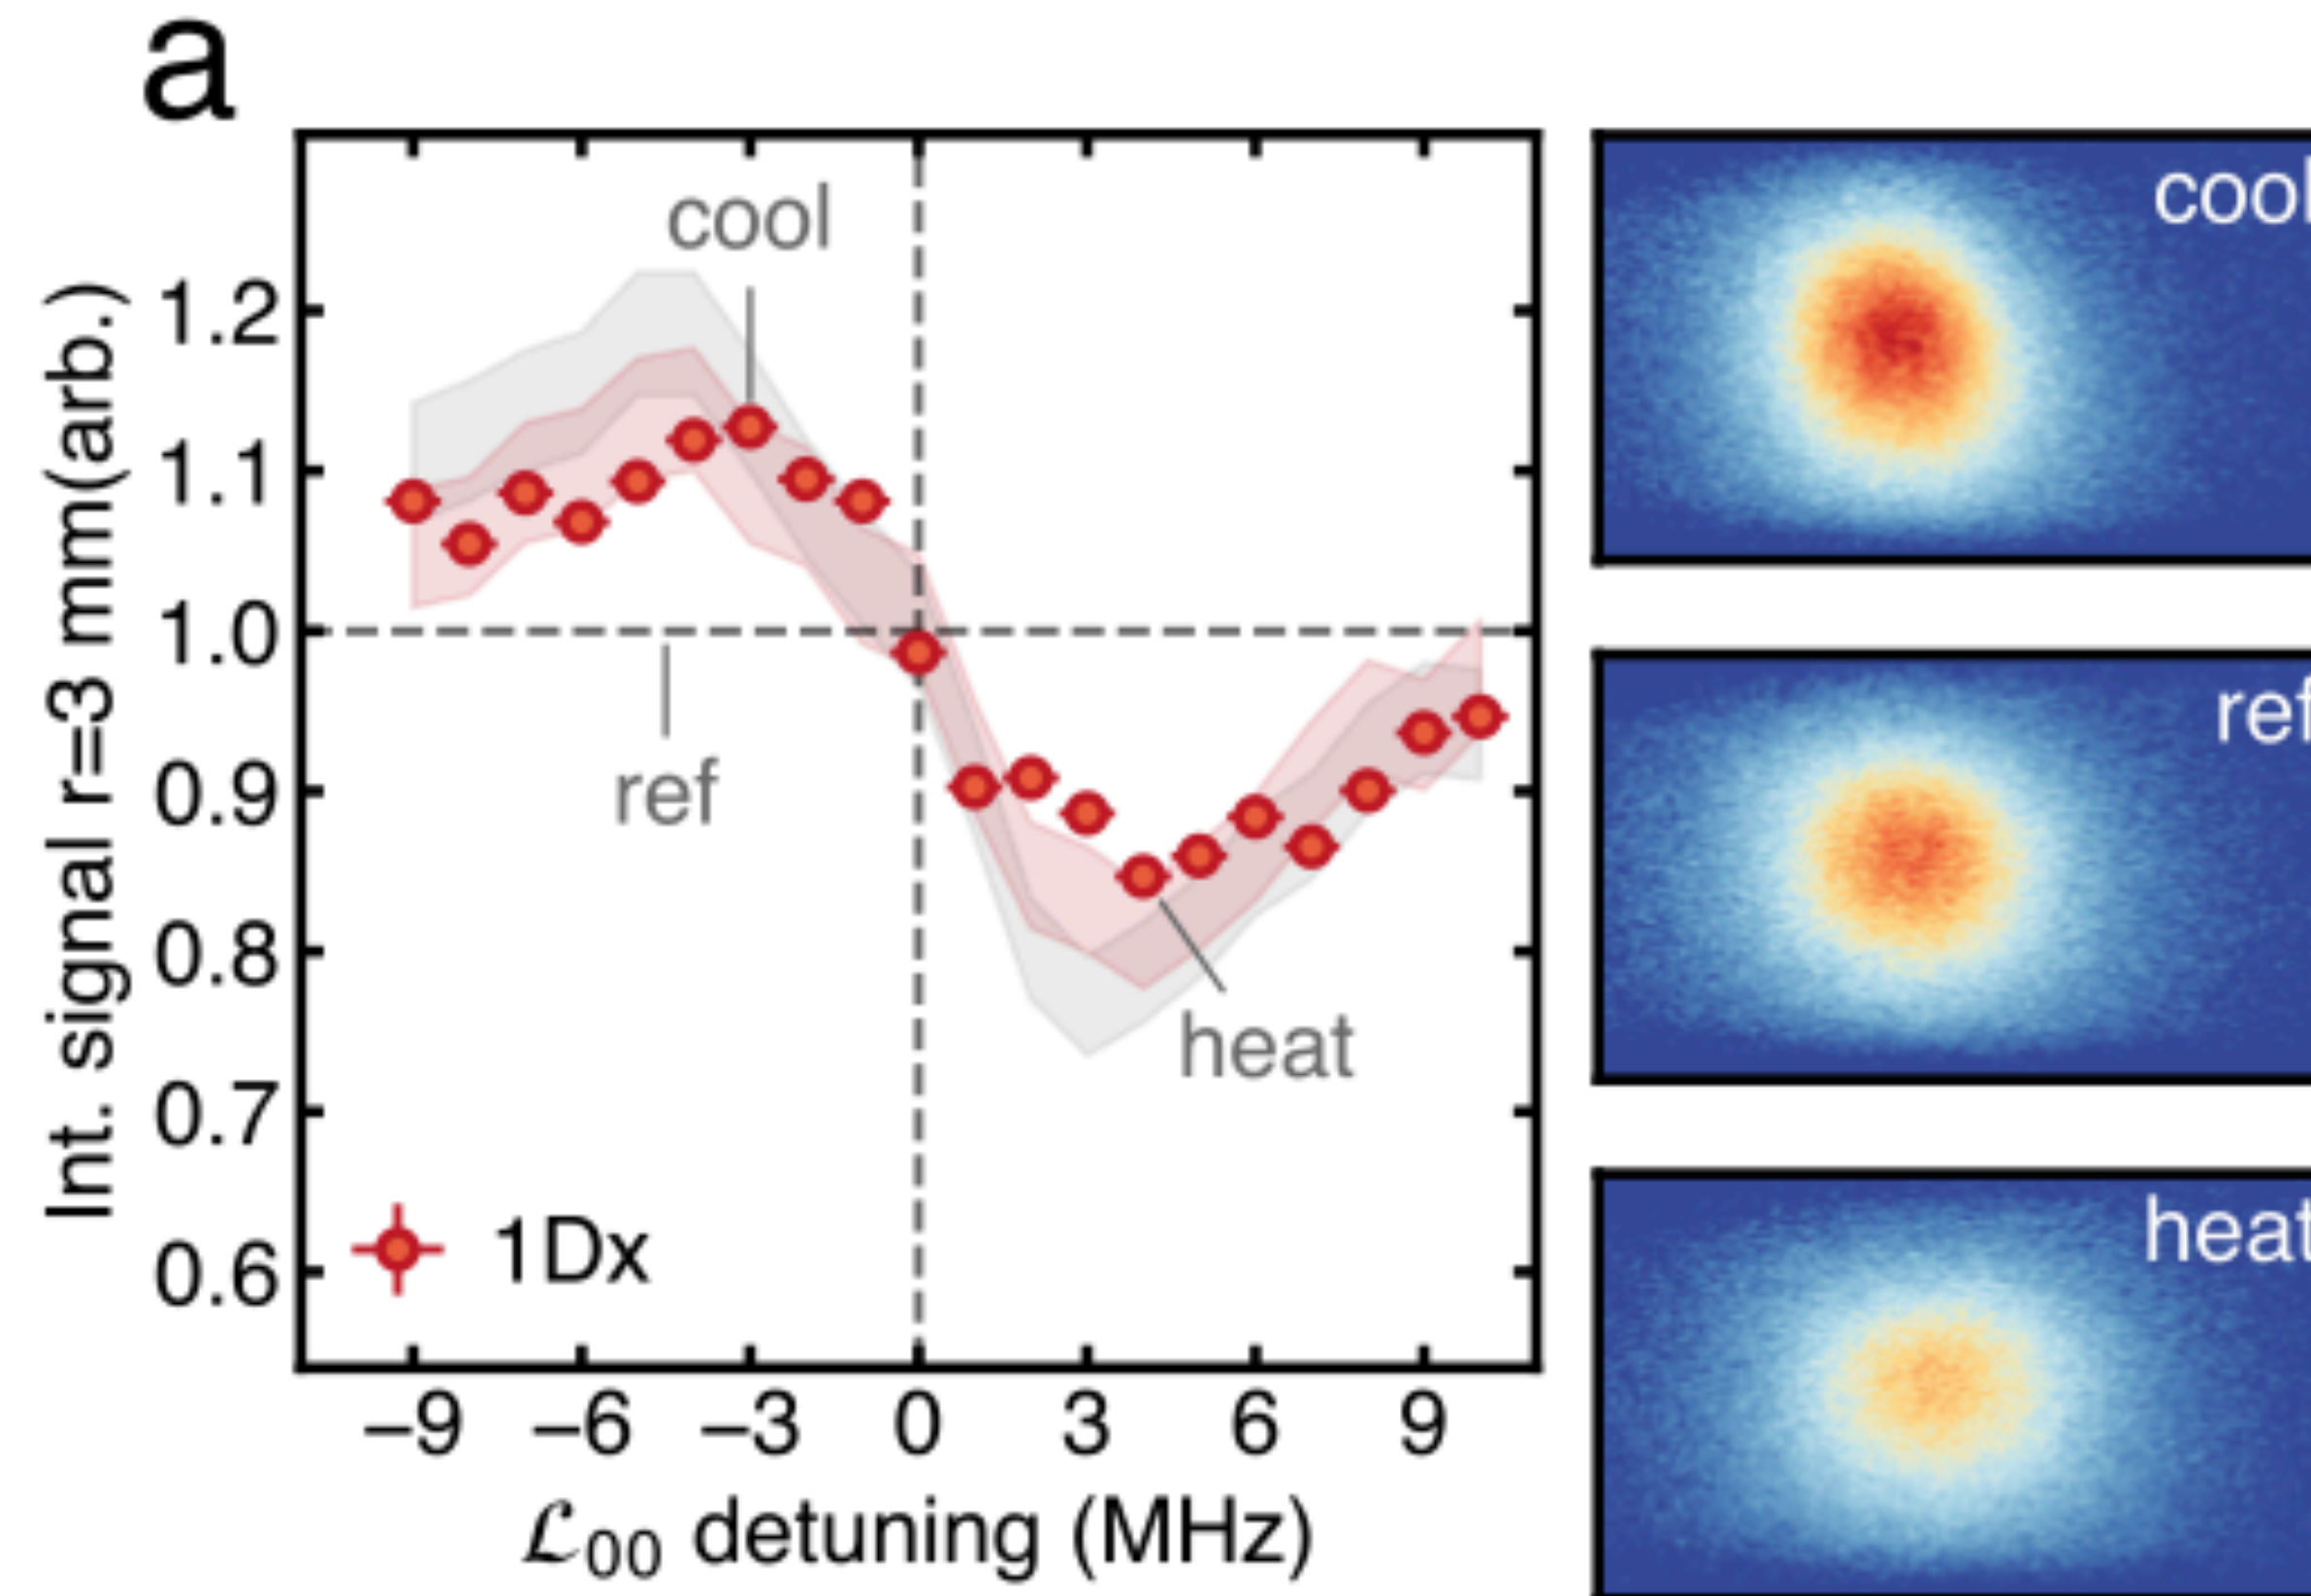 a
Int. signal r=3 mm(arb.)
1.2
1.1
1.0
0.9
0.8
0.7
0.6
cool
ref
heat
1Dx
–9 –6 –3 0 3 6 9
ℒ₀₀ detuning (MHz)
cool
ref
heat